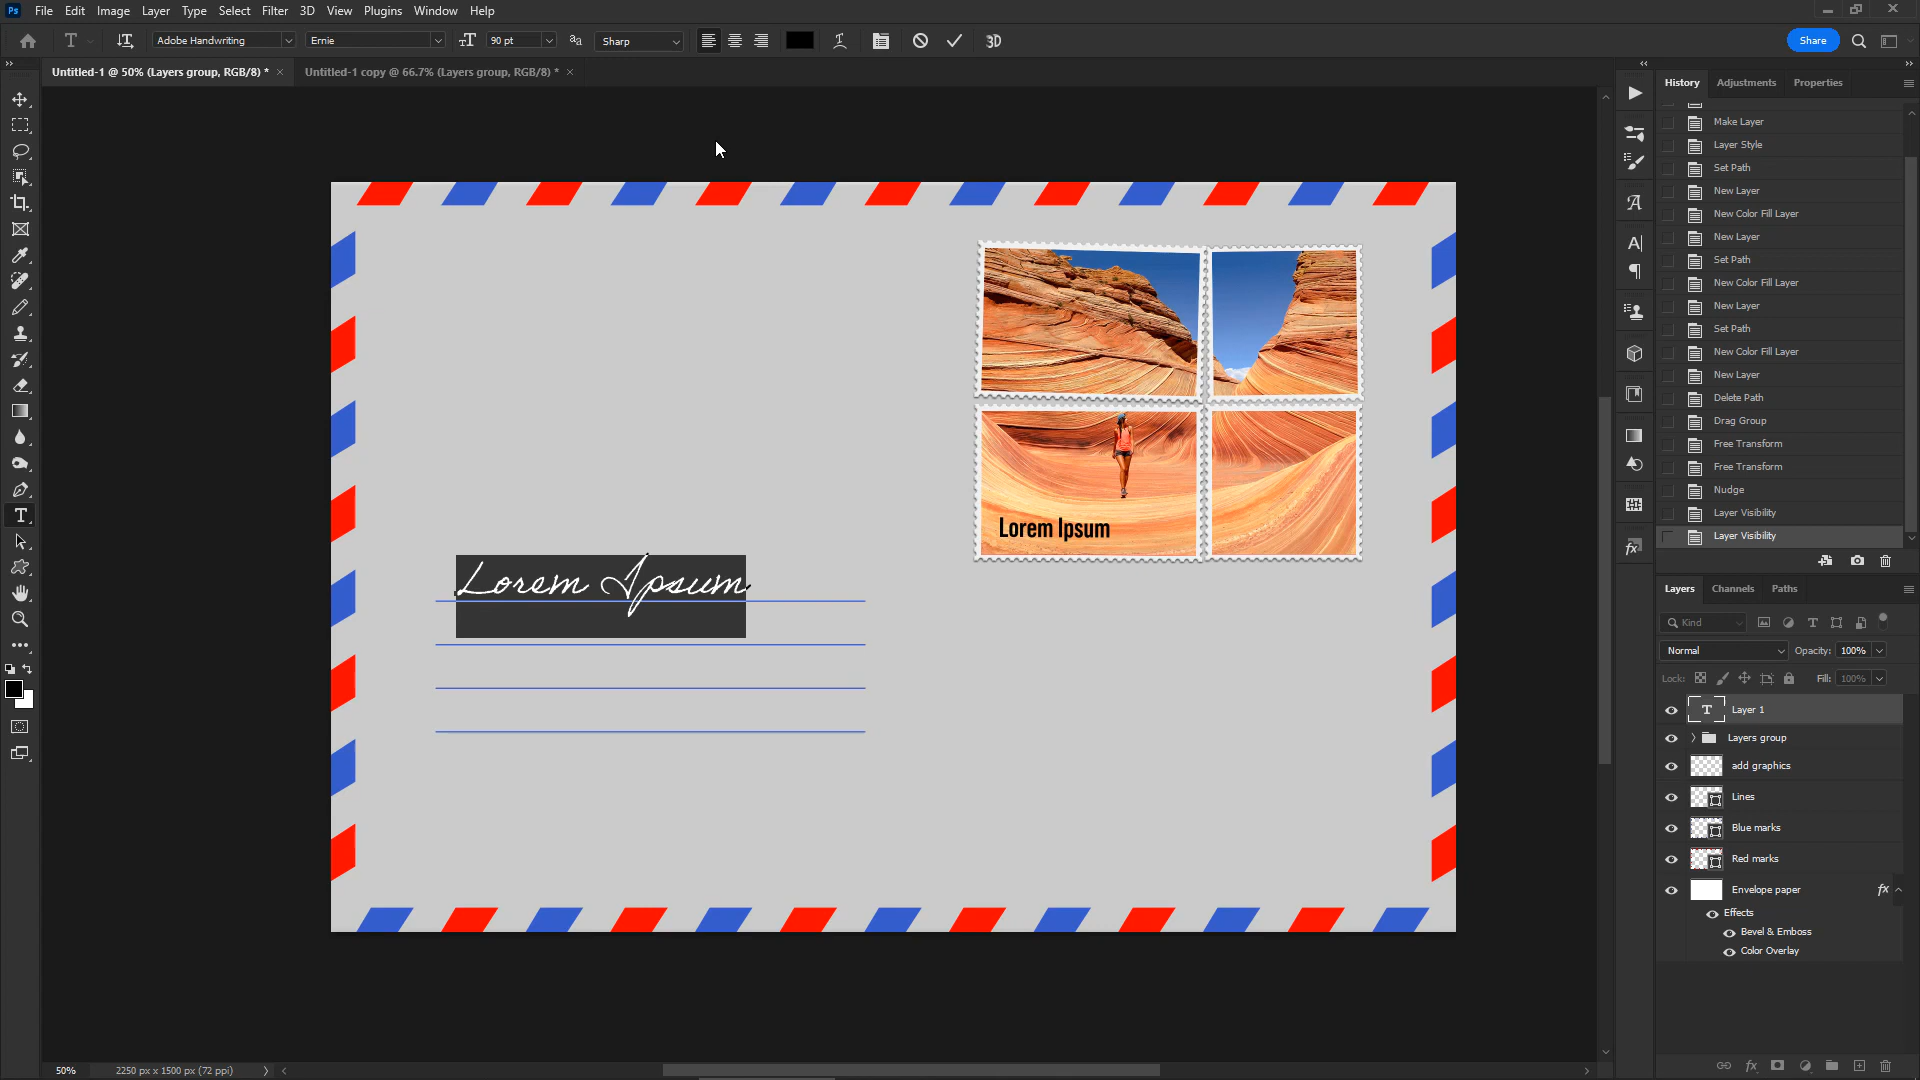 Ps File Edit Image Layer Type Select Filter 3D View Plugins Window Help
T Adobe Handwriting Ernie 90 pt Sharp 3D Share
Untitled-1 @ 50% (Layers group, RGB/8) * × Untitled-1 copy @ 66.7% (Layers group, RGB/8) * ×
History Adjustments Properties
Make Layer
Layer Style
Set Path
New Layer
New Color Fill Layer
New Layer
Set Path
New Color Fill Layer
New Layer
Set Path
New Color Fill Layer
New Layer
Delete Path
Drag Group
Free Transform
Free Transform
Nudge
Layer Visibility
Layer Visibility
Lorem Ipsum
Lorem Ipsum
Layers Channels Paths
Kind
Normal Opacity: 100%
Lock: Fill: 100%
T Layer 1
Layers group
add graphics
Lines
Blue marks
Red marks
Envelope paper fx
Effects
Bevel & Emboss
Color Overlay
50% 2250 px x 1500 px (72 ppi)